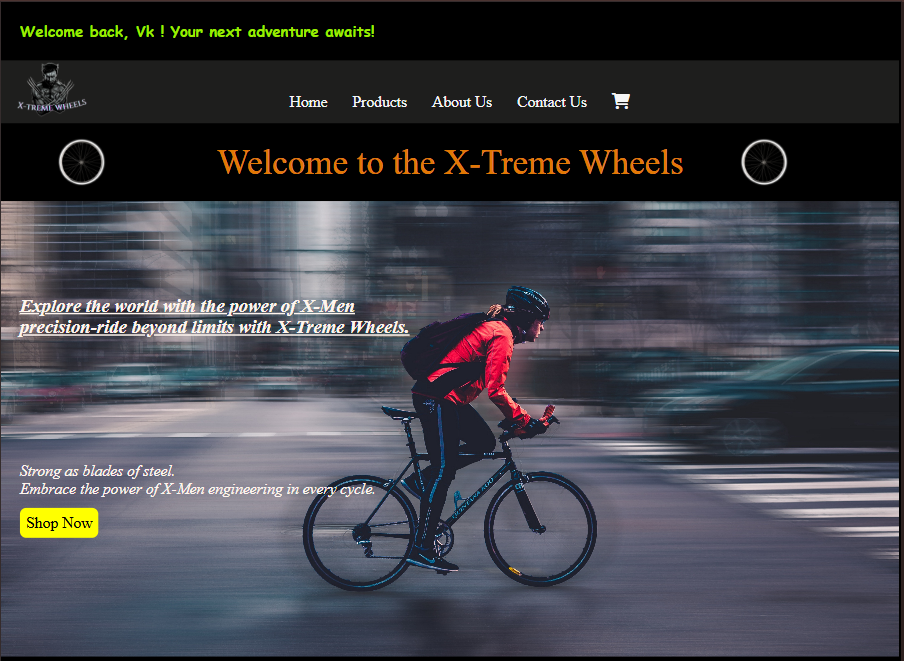 Welcome back, Vk ! Your next adventure awaits!
X-TREME WHEELS
Home Products About Us Contact Us
Welcome to the X-Treme Wheels
Explore the world with the power of X-Men
precision-ride beyond limits with X-Treme Wheels.
Strong as blades of steel.
Embrace the power of X-Men engineering in every cycle.
Shop Now